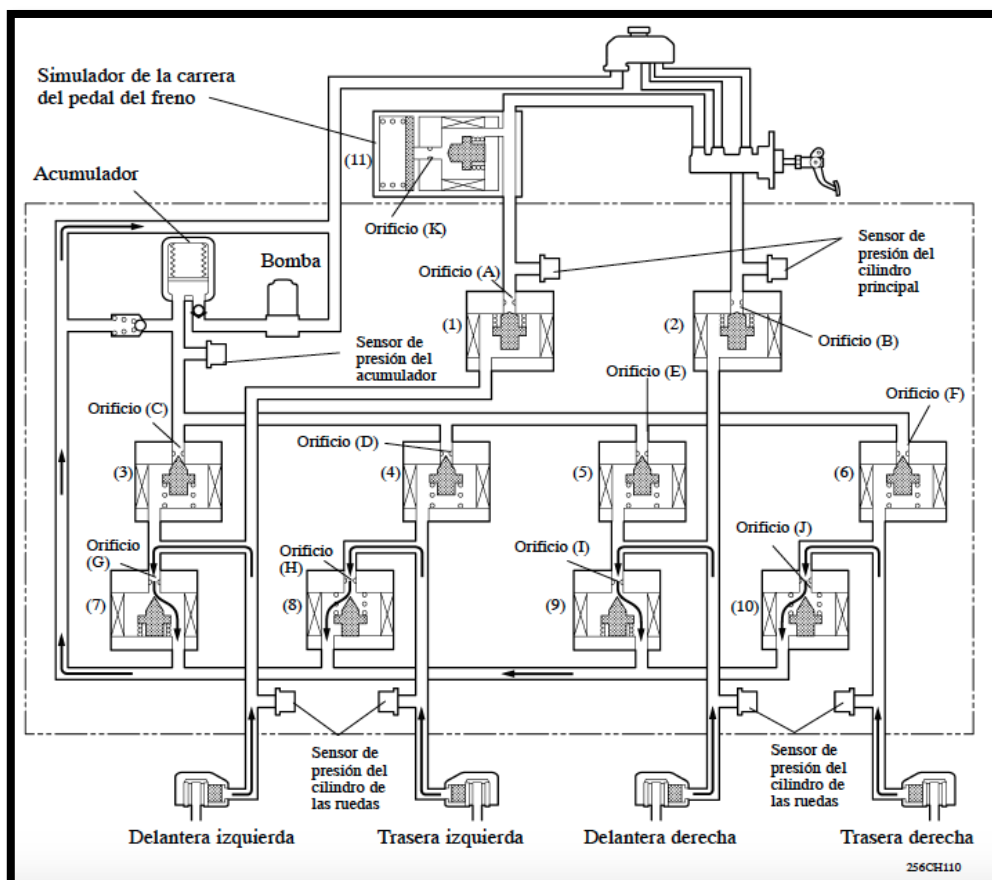 Simulador de la carrera
del pedal del freno
(11)
Acumulador
Orificio (K)
Bomba
Orificio (A)
Sensor de
presión del
cilindro
principal
(1)
(2)
Orificio (B)
Sensor de
presión del
acumulador
Orificio (E)
Orificio (F)
Orificio (C)
Orificio (D)
(3)
(4)
(5)
(6)
Orificio
(G)
Orificio
(H)
Orificio (I)
Orificio (J)
(7)
(8)
(9)
(10)
Sensor de
presión del
cilindro de
las ruedas
Sensor de
presión del
cilindro de
las ruedas
Delantera izquierda
Trasera izquierda
Delantera derecha
Trasera derecha
256CH110